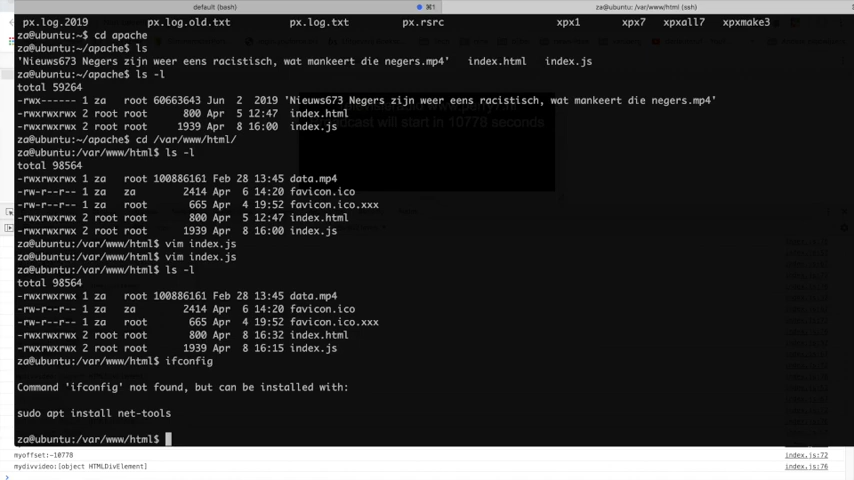 default (bash)
⌘1
za@ubuntu: /var/www/html (ssh)
px.log.2019 px.log.old.txt px.log.txt px.rsrc xpx1 xpx7 xpxall7 xpxmake3
za@ubuntu:~$ cd apache
za@ubuntu:~/apache$ ls
'Nieuws673 Negers zijn weer eens racistisch, wat mankeert die negers.mp4' index.html index.js
za@ubuntu:~/apache$ ls -l
total 59264
-rwx------ 1 za root 60663643 Jun 2 2019 'Nieuws673 Negers zijn weer eens racistisch, wat mankeert die negers.mp4'
-rwxrwxrwx 2 root root 800 Apr 5 12:47 index.html
-rwxrwxrwx 2 root root 1939 Apr 8 16:00 index.js
za@ubuntu:~/apache$ cd /var/www/html/
za@ubuntu:/var/www/html$ ls -l
total 98564
-rwxrwxrwx 1 za root 100886161 Feb 28 13:45 data.mp4
-rw-r--r-- 1 za za 2414 Apr 6 14:20 favicon.ico
-rw-r--r-- 1 za root 665 Apr 4 19:52 favicon.ico.xxx
-rwxrwxrwx 2 root root 800 Apr 5 12:47 index.html
-rwxrwxrwx 2 root root 1939 Apr 8 16:00 index.js
za@ubuntu:/var/www/html$ vim index.js
za@ubuntu:/var/www/html$ vim index.js
za@ubuntu:/var/www/html$ ls -l
total 98564
-rwxrwxrwx 1 za root 100886161 Feb 28 13:45 data.mp4
-rw-r--r-- 1 za za 2414 Apr 6 14:20 favicon.ico
-rw-r--r-- 1 za root 665 Apr 4 19:52 favicon.ico.xxx
-rwxrwxrwx 2 root root 800 Apr 8 16:32 index.html
-rwxrwxrwx 2 root root 1939 Apr 8 16:15 index.js
za@ubuntu:/var/www/html$ ifconfig
Command 'ifconfig' not found, but can be installed with:
sudo apt install net-tools
za@ubuntu:/var/www/html$
will start in 10778 seconds
myoffset:-10778 index.js:72
mydivvideo:[object HTMLDivElement] index.js:76